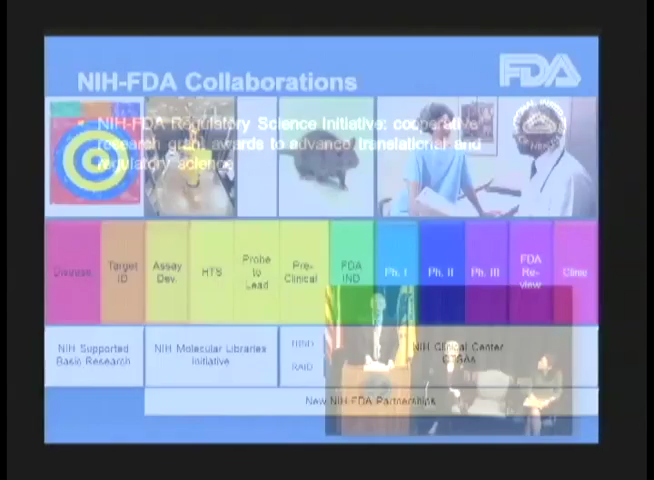 NIH-FDA Collaborations
FDA
NIH-FDA Regulatory Science Initiative: cooperative
research grant awards to advance translational and
regulatory science
Disease
Target
ID
Assay
Dev.
HTS
Probe
to
Lead
Pre-
Clinical
FDA
IND
Ph. I
Ph. II
Ph. III
FDA
Re-
view
Clinic
NIH Supported
Basic Research
NIH Molecular Libraries
Initiative
RAID
NIH Clinical Center
New NIH FDA Partnerships